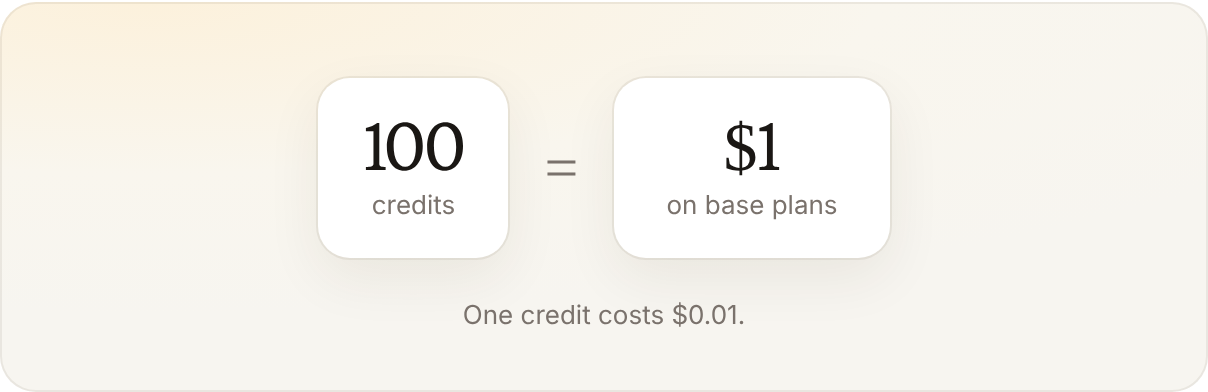 100
credits
=
$1
on base plans
One credit costs $0.01.